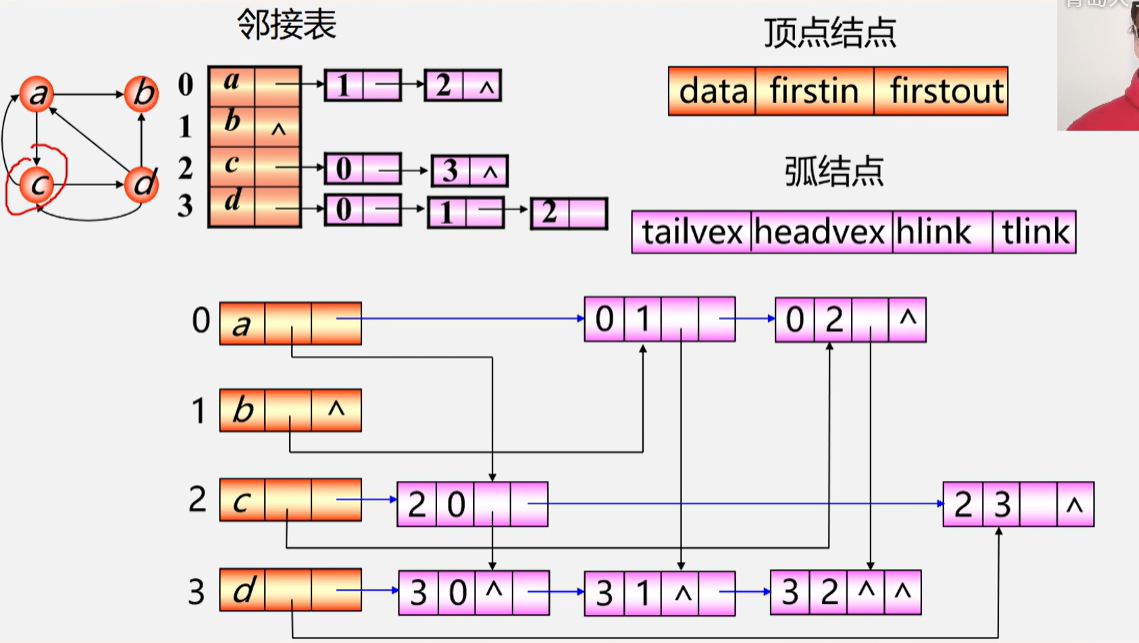 邻接表
顶点结点
data firstin firstout
弧结点
tailvex headvex hlink tlink
a b
c d
0 a 1 2 ^
1 b ^
2 c 0 3 ^
3 d 0 1 2
0 a 0 1 0 2 ^
1 b ^
2 c 2 0 2 3 ^
3 d 3 0 ^ 3 1 ^ 3 2 ^ ^